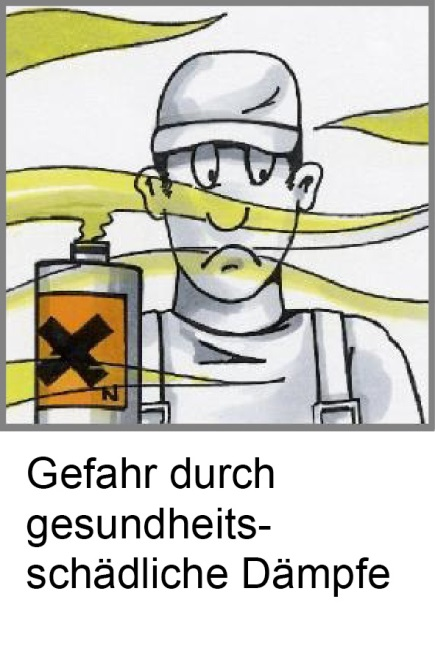 N
Gefahr durch
gesundheits-
schädliche Dämpfe